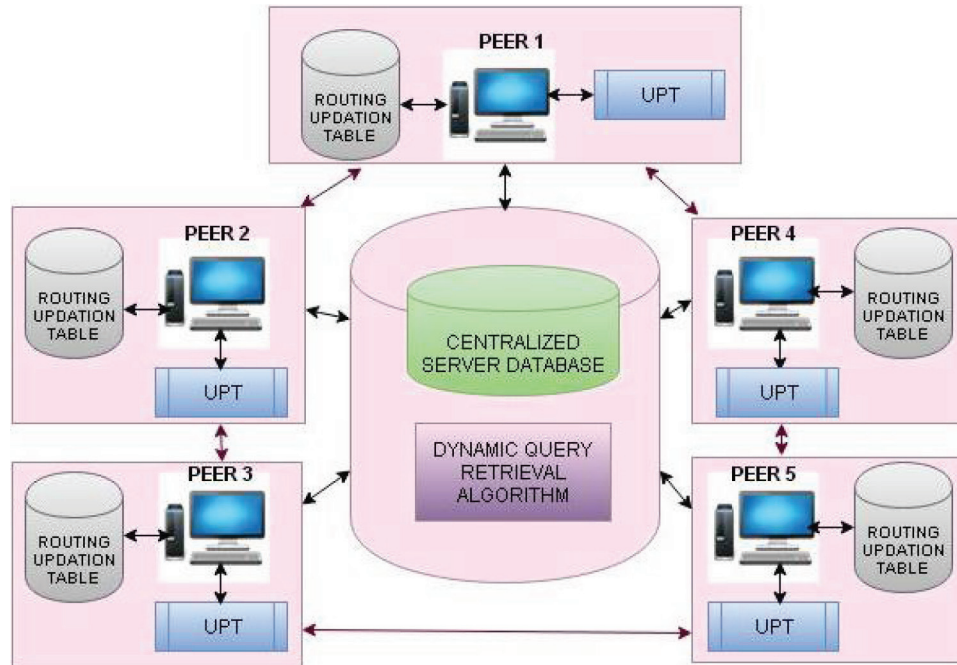 PEER 1
ROUTING
UPDATION
TABLE
UPT
PEER 2
ROUTING
UPDATION
TABLE
UPT
PEER 4
ROUTING
UPDATION
TABLE
UPT
CENTRALIZED
SERVER DATABASE
DYNAMIC QUERY
RETRIEVAL
ALGORITHM
PEER 3
ROUTING
UPDATION
TABLE
UPT
PEER 5
ROUTING
UPDATION
TABLE
UPT